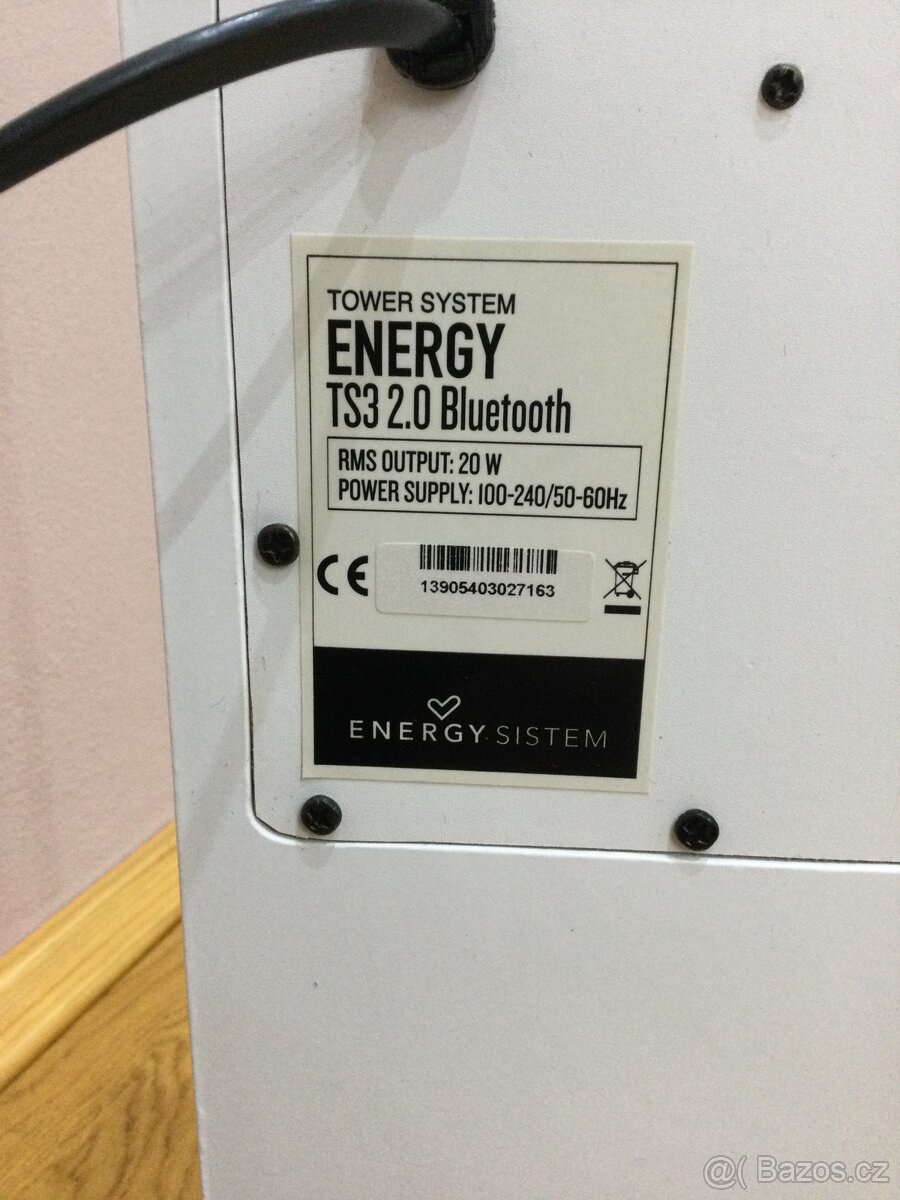 TOWER SYSTEM
ENERGY
TS3 2.0 Bluetooth
RMS OUTPUT: 20 W
POWER SUPPLY: 100-240/50-60Hz
CE
13905403027163
ENERGY SISTEM
@( Bazos.cz